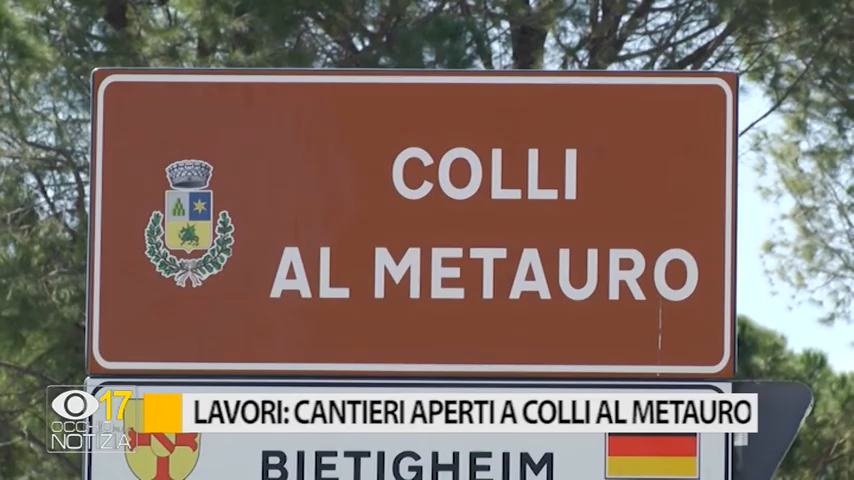 COLLI
AL METAURO
17
OCCHIO ALLA
NOTIZIA
LAVORI: CANTIERI APERTI A COLLI AL METAURO
BIETIGHEIM